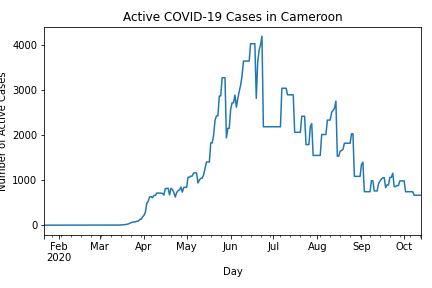 Active COVID-19 Cases in Cameroon
Number of Active Cases
4000
3000
2000
1000
0
Feb Mar Apr May Jun Jul Aug Sep Oct
2020
Day